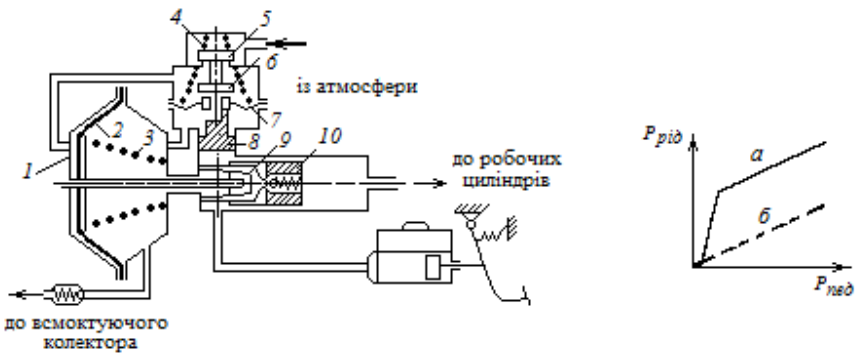 4
5
6
із атмосфери
7
1
2
3
8
9
10
до робочих
циліндрів
до всмоктуючого
колектора
Pрід
а
б
Pпед